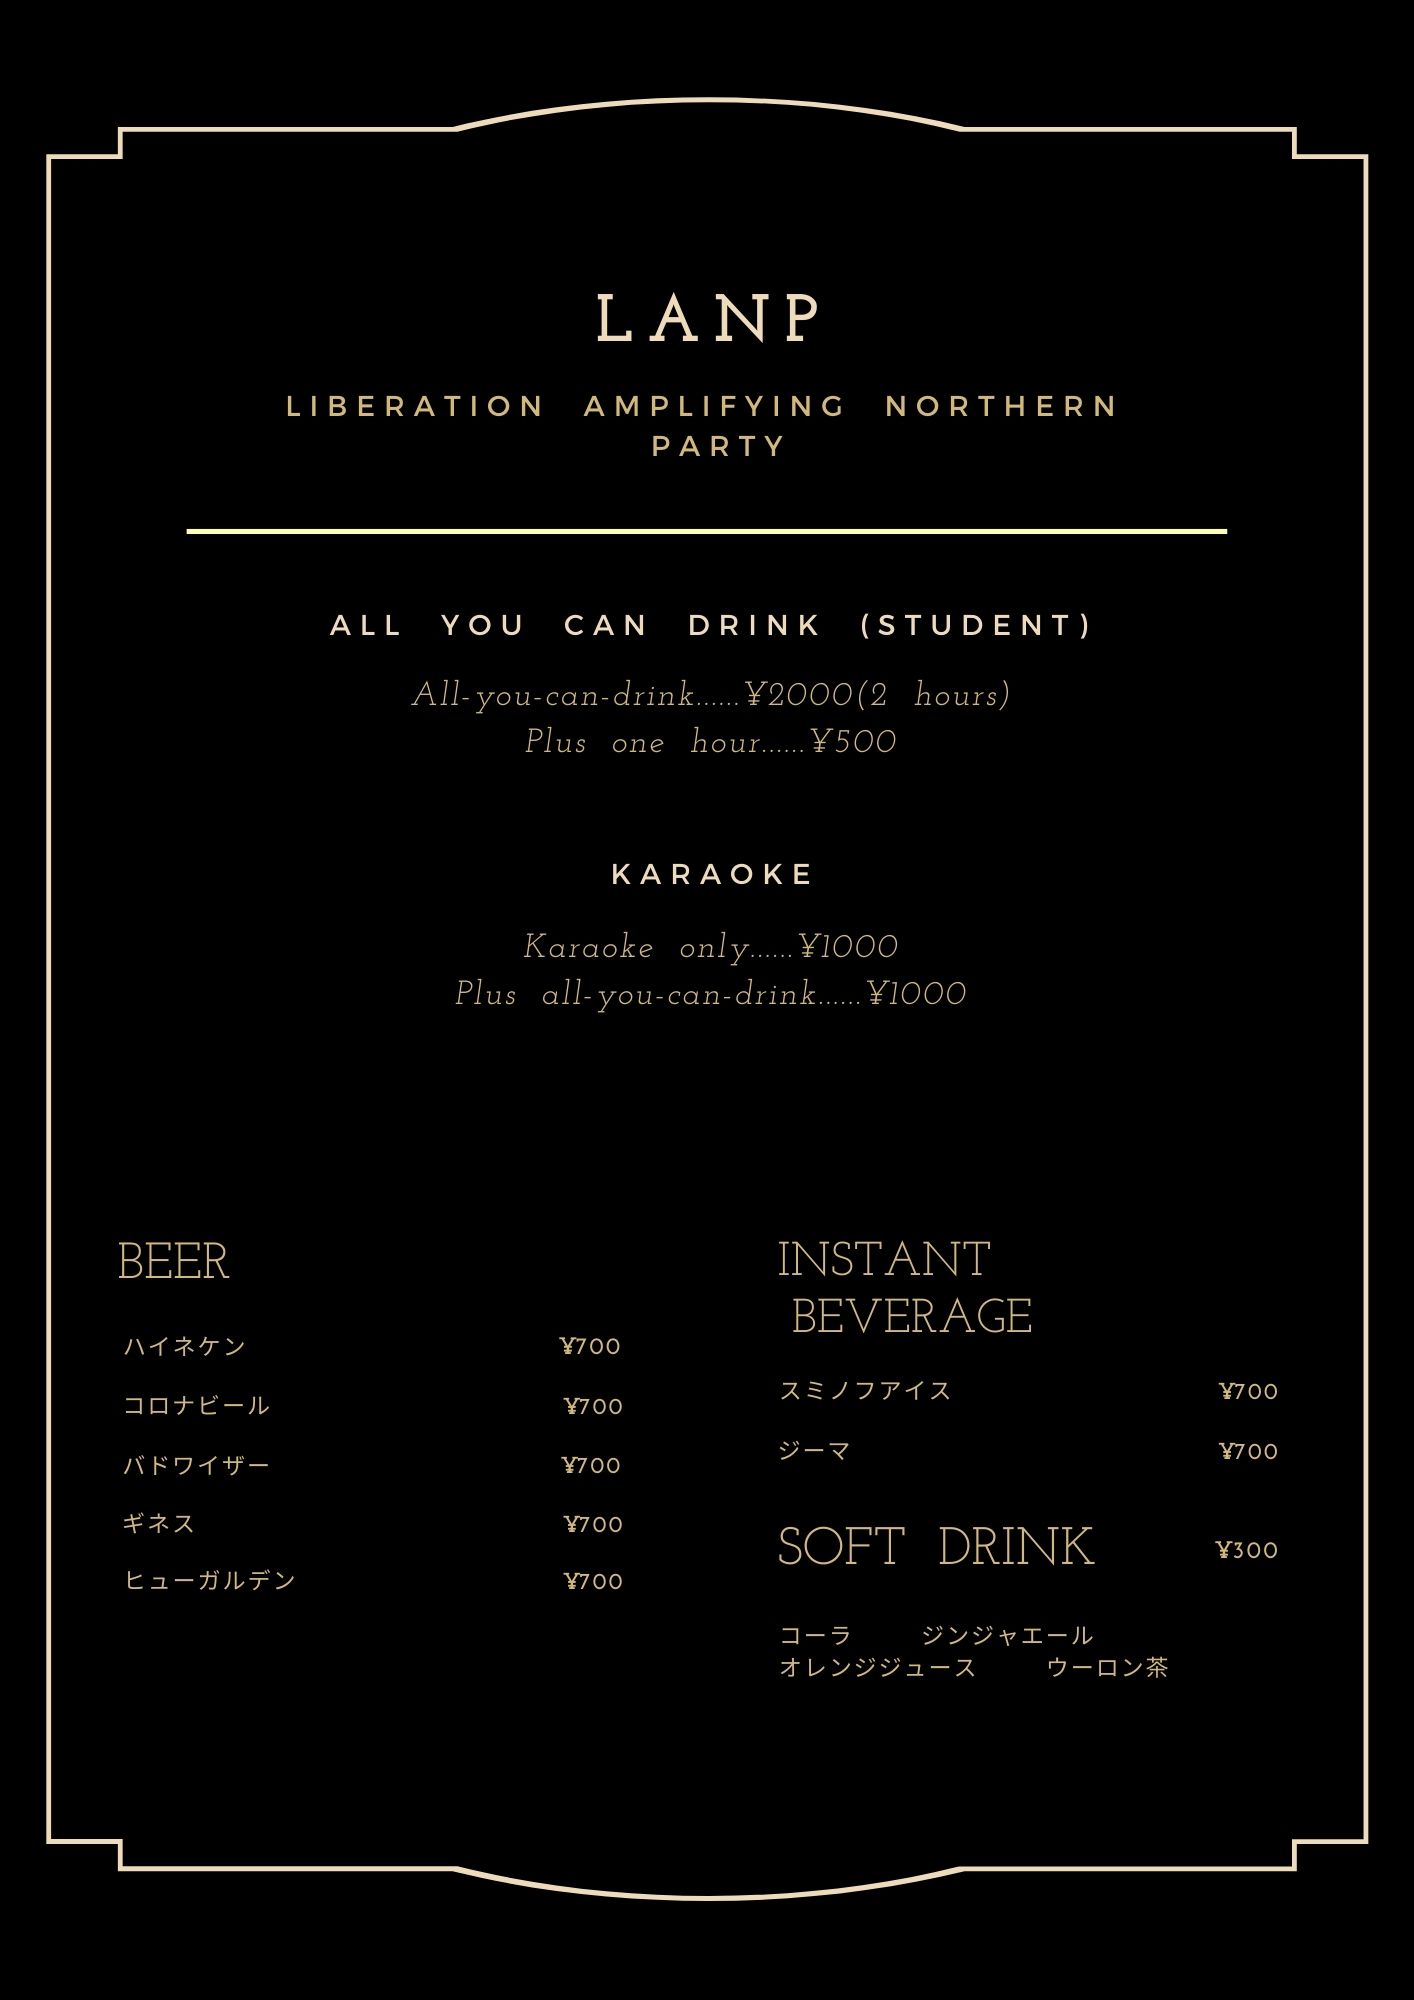 LANP
LIBERATION AMPLIFYING NORTHERN
PARTY
ALL YOU CAN DRINK (STUDENT)
All-you-can-drink......¥2000(2 hours)
Plus one hour......¥500
KARAOKE
Karaoke only......¥1000
Plus all-you-can-drink......¥1000
BEER
ハイネケン ¥700
コロナビール ¥700
バドワイザー ¥700
ギネス ¥700
ヒューガルデン ¥700
INSTANT
BEVERAGE
スミノフアイス ¥700
ジーマ ¥700
SOFT DRINK ¥300
コーラ ジンジャエール
オレンジジュース ウーロン茶